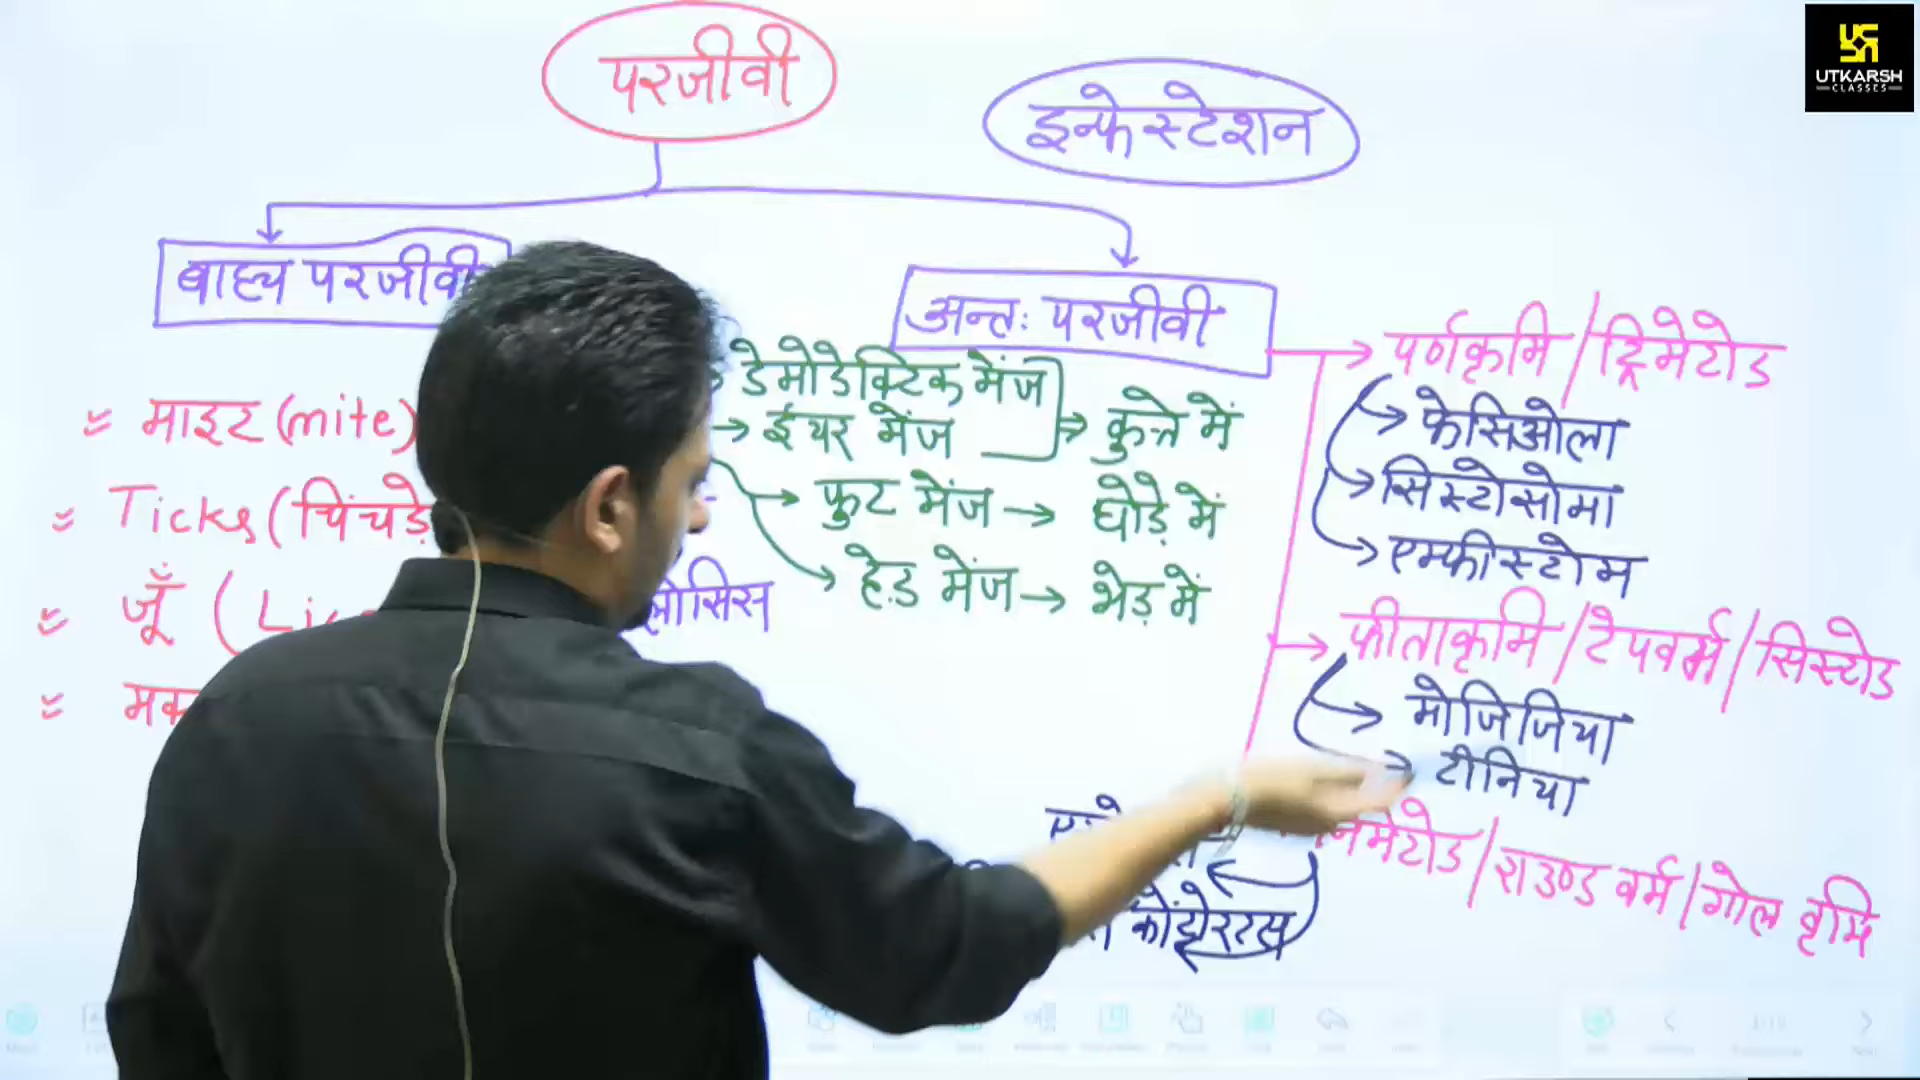 परजीवी
इन्फेस्टेशन
UTKARSH
CLASSES
बाह्य परजीवी
अन्तः परजीवी
माइट (mite)
Ticks (चिंचड़े
जूँ (
डेमोडेक्टिक मेंज
ईयर मेंज → कुत्ते में
फुट मेंज → घोड़े में
हेड मेंज → भेड़ में
→ पर्णकृमि / ट्रिमेटोड
→ फेसिओला
→ सिस्टोसोमा
→ एम्फीस्टोम
→ फीताकृमि / टेपवर्म / सिस्टोड
→ मोजिजिया
→ टीनिया
/ राउण्ड वर्म / गोल कृमि